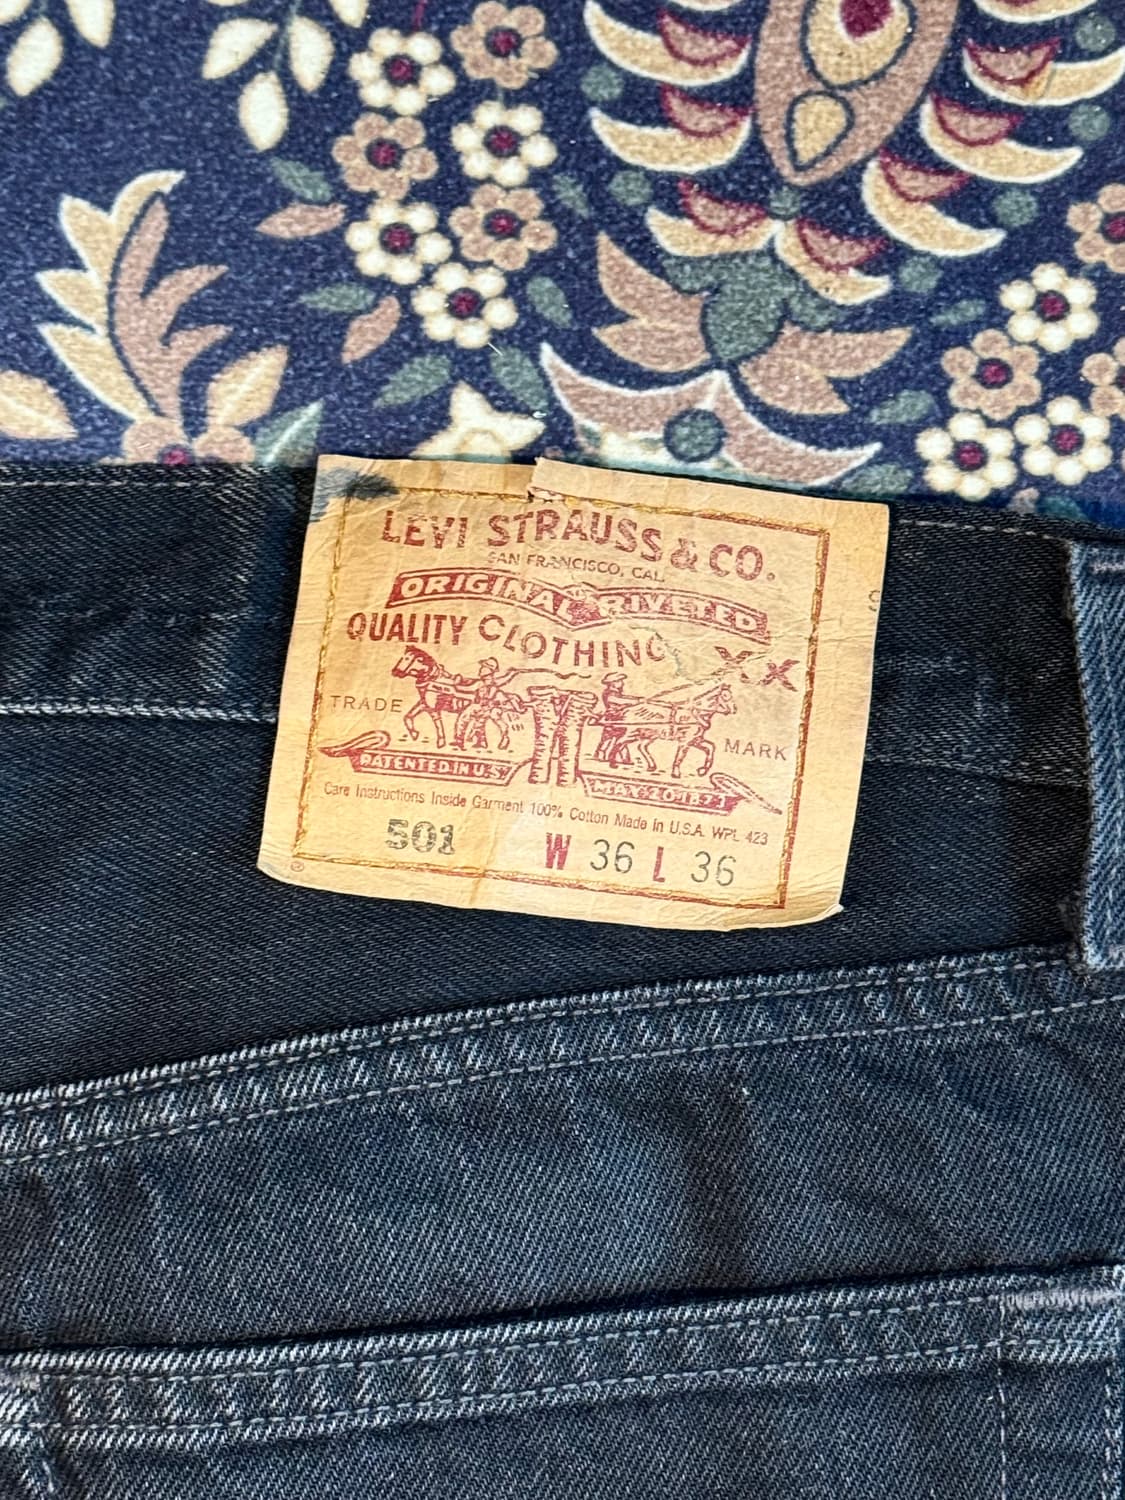 LEVI STRAUSS & CO.
SAN FRANCISCO, CAL.
ORIGINAL RIVETED
QUALITY CLOTHING XX
TRADE MARK
PATENTED IN U.S. MAY 20 1873
Care Instructions Inside Garment 100% Cotton Made in U.S.A. WPL 423
501 W 36 L 36
®